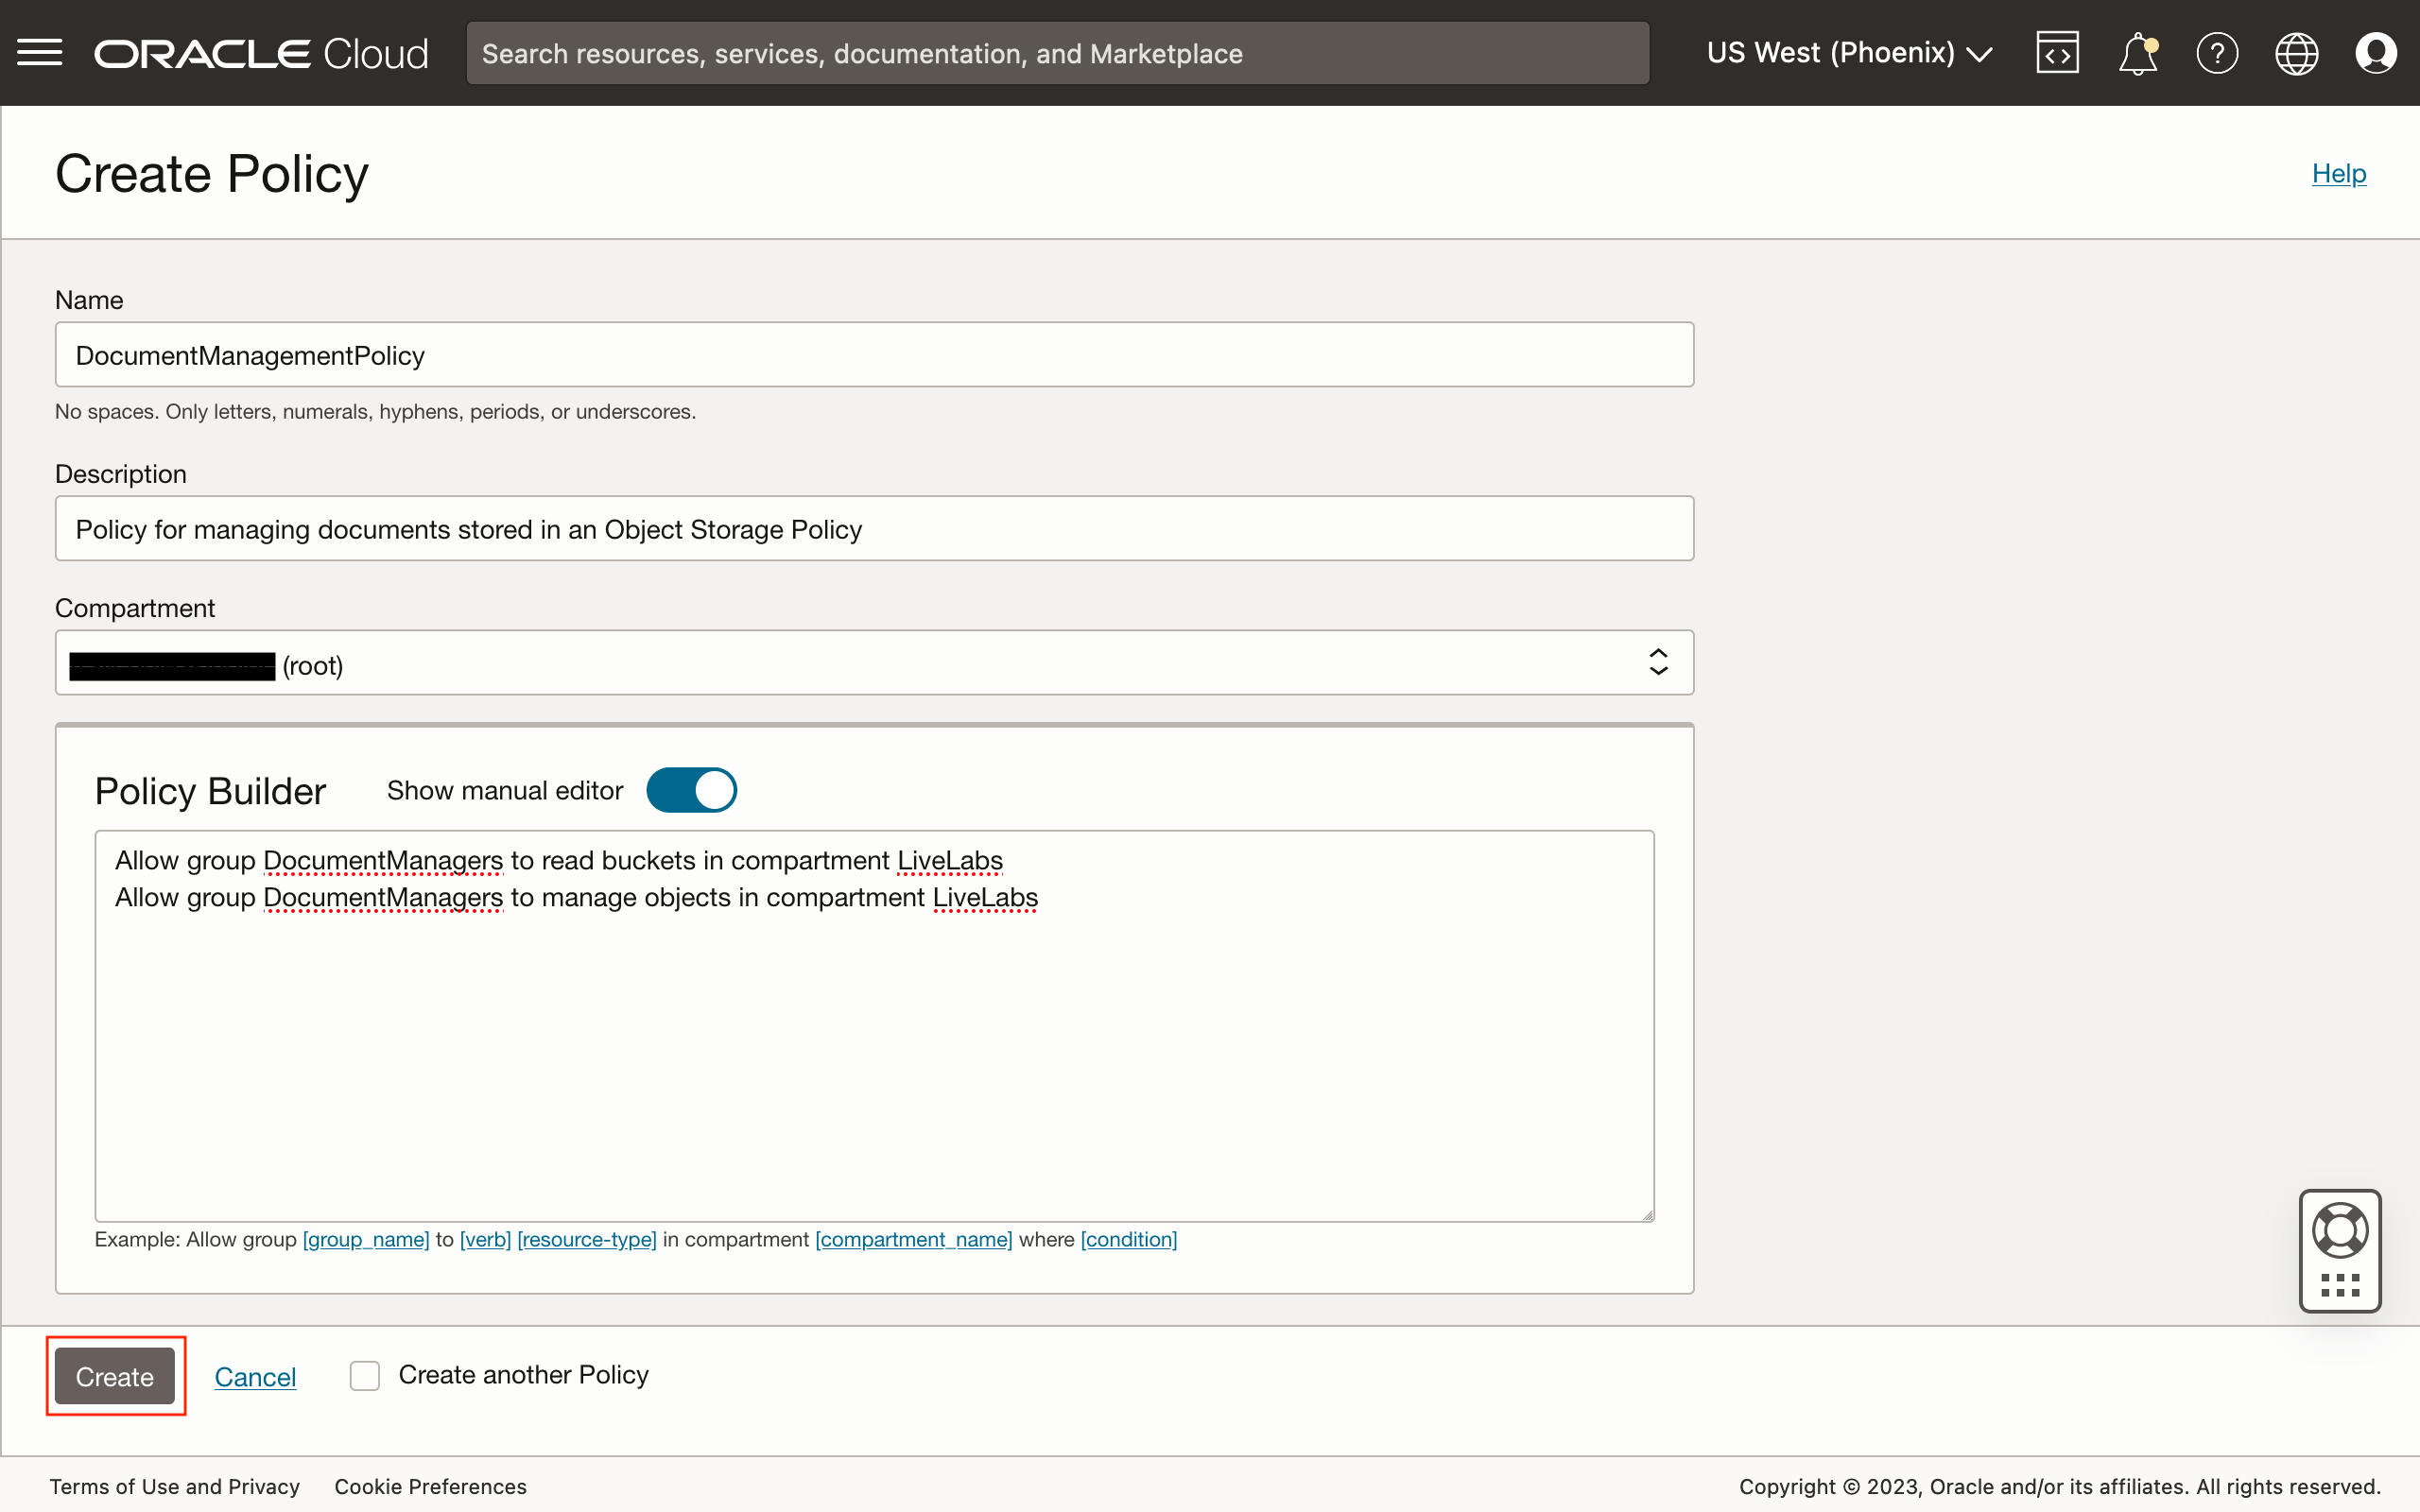 ORACLE Cloud
Search resources, services, documentation, and Marketplace
US West (Phoenix)
Create Policy
Help
Name
DocumentManagementPolicy
No spaces. Only letters, numerals, hyphens, periods, or underscores.
Description
Policy for managing documents stored in an Object Storage Policy
Compartment
(root)
Policy Builder
Show manual editor
Allow group DocumentManagers to read buckets in compartment LiveLabs
Allow group DocumentManagers to manage objects in compartment LiveLabs
Example: Allow group [group_name] to [verb] [resource-type] in compartment [compartment_name] where [condition]
Create
Cancel
Create another Policy
Terms of Use and Privacy
Cookie Preferences
Copyright © 2023, Oracle and/or its affiliates. All rights reserved.